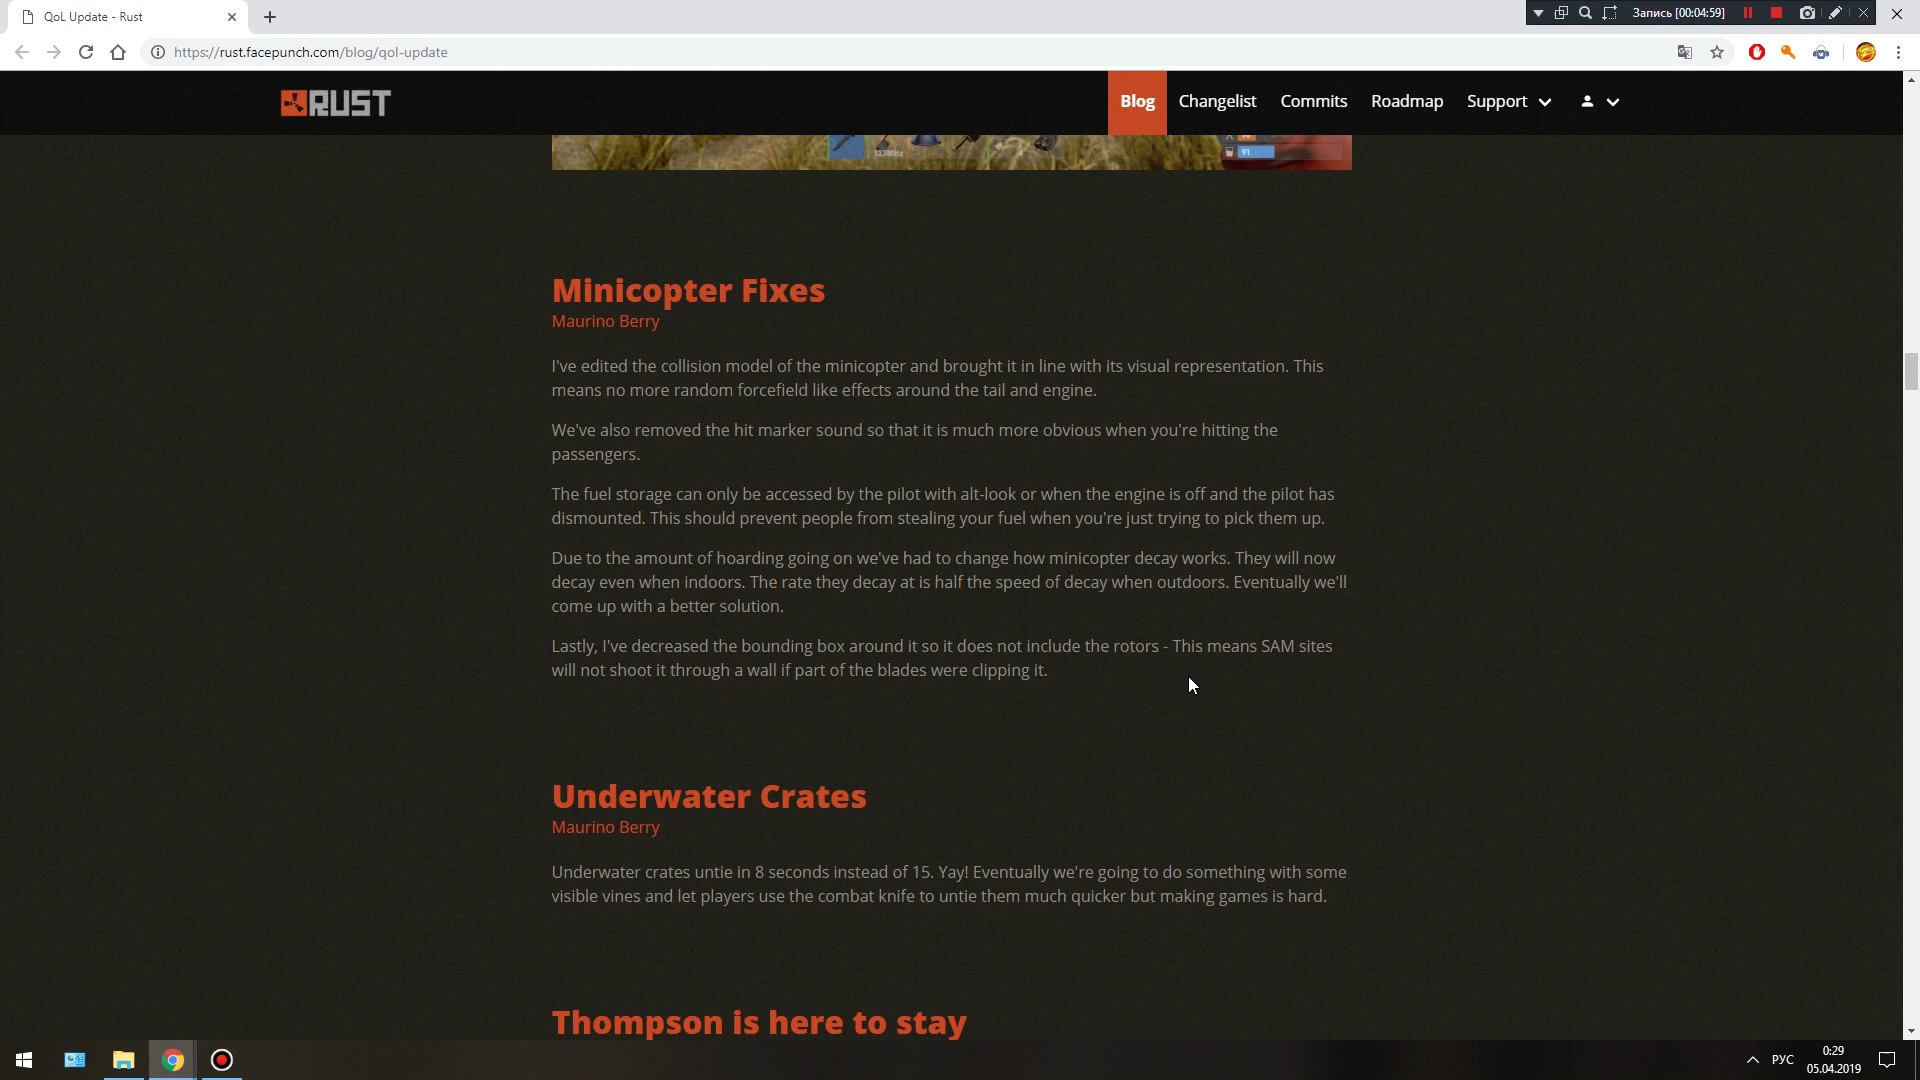 QoL Update - Rust
Запись [00:04:59]
https://rust.facepunch.com/blog/qol-update
RUST
Blog
Changelist
Commits
Roadmap
Support
123MHz
91
Minicopter Fixes
Maurino Berry
I've edited the collision model of the minicopter and brought it in line with its visual representation. This
means no more random forcefield like effects around the tail and engine.
We've also removed the hit marker sound so that it is much more obvious when you're hitting the
passengers.
The fuel storage can only be accessed by the pilot with alt-look or when the engine is off and the pilot has
dismounted. This should prevent people from stealing your fuel when you're just trying to pick them up.
Due to the amount of hoarding going on we've had to change how minicopter decay works. They will now
decay even when indoors. The rate they decay at is half the speed of decay when outdoors. Eventually we'll
come up with a better solution.
Lastly, I've decreased the bounding box around it so it does not include the rotors - This means SAM sites
will not shoot it through a wall if part of the blades were clipping it.
Underwater Crates
Maurino Berry
Underwater crates untie in 8 seconds instead of 15. Yay! Eventually we're going to do something with some
visible vines and let players use the combat knife to untie them much quicker but making games is hard.
Thompson is here to stay
РУС
0:29
05.04.2019